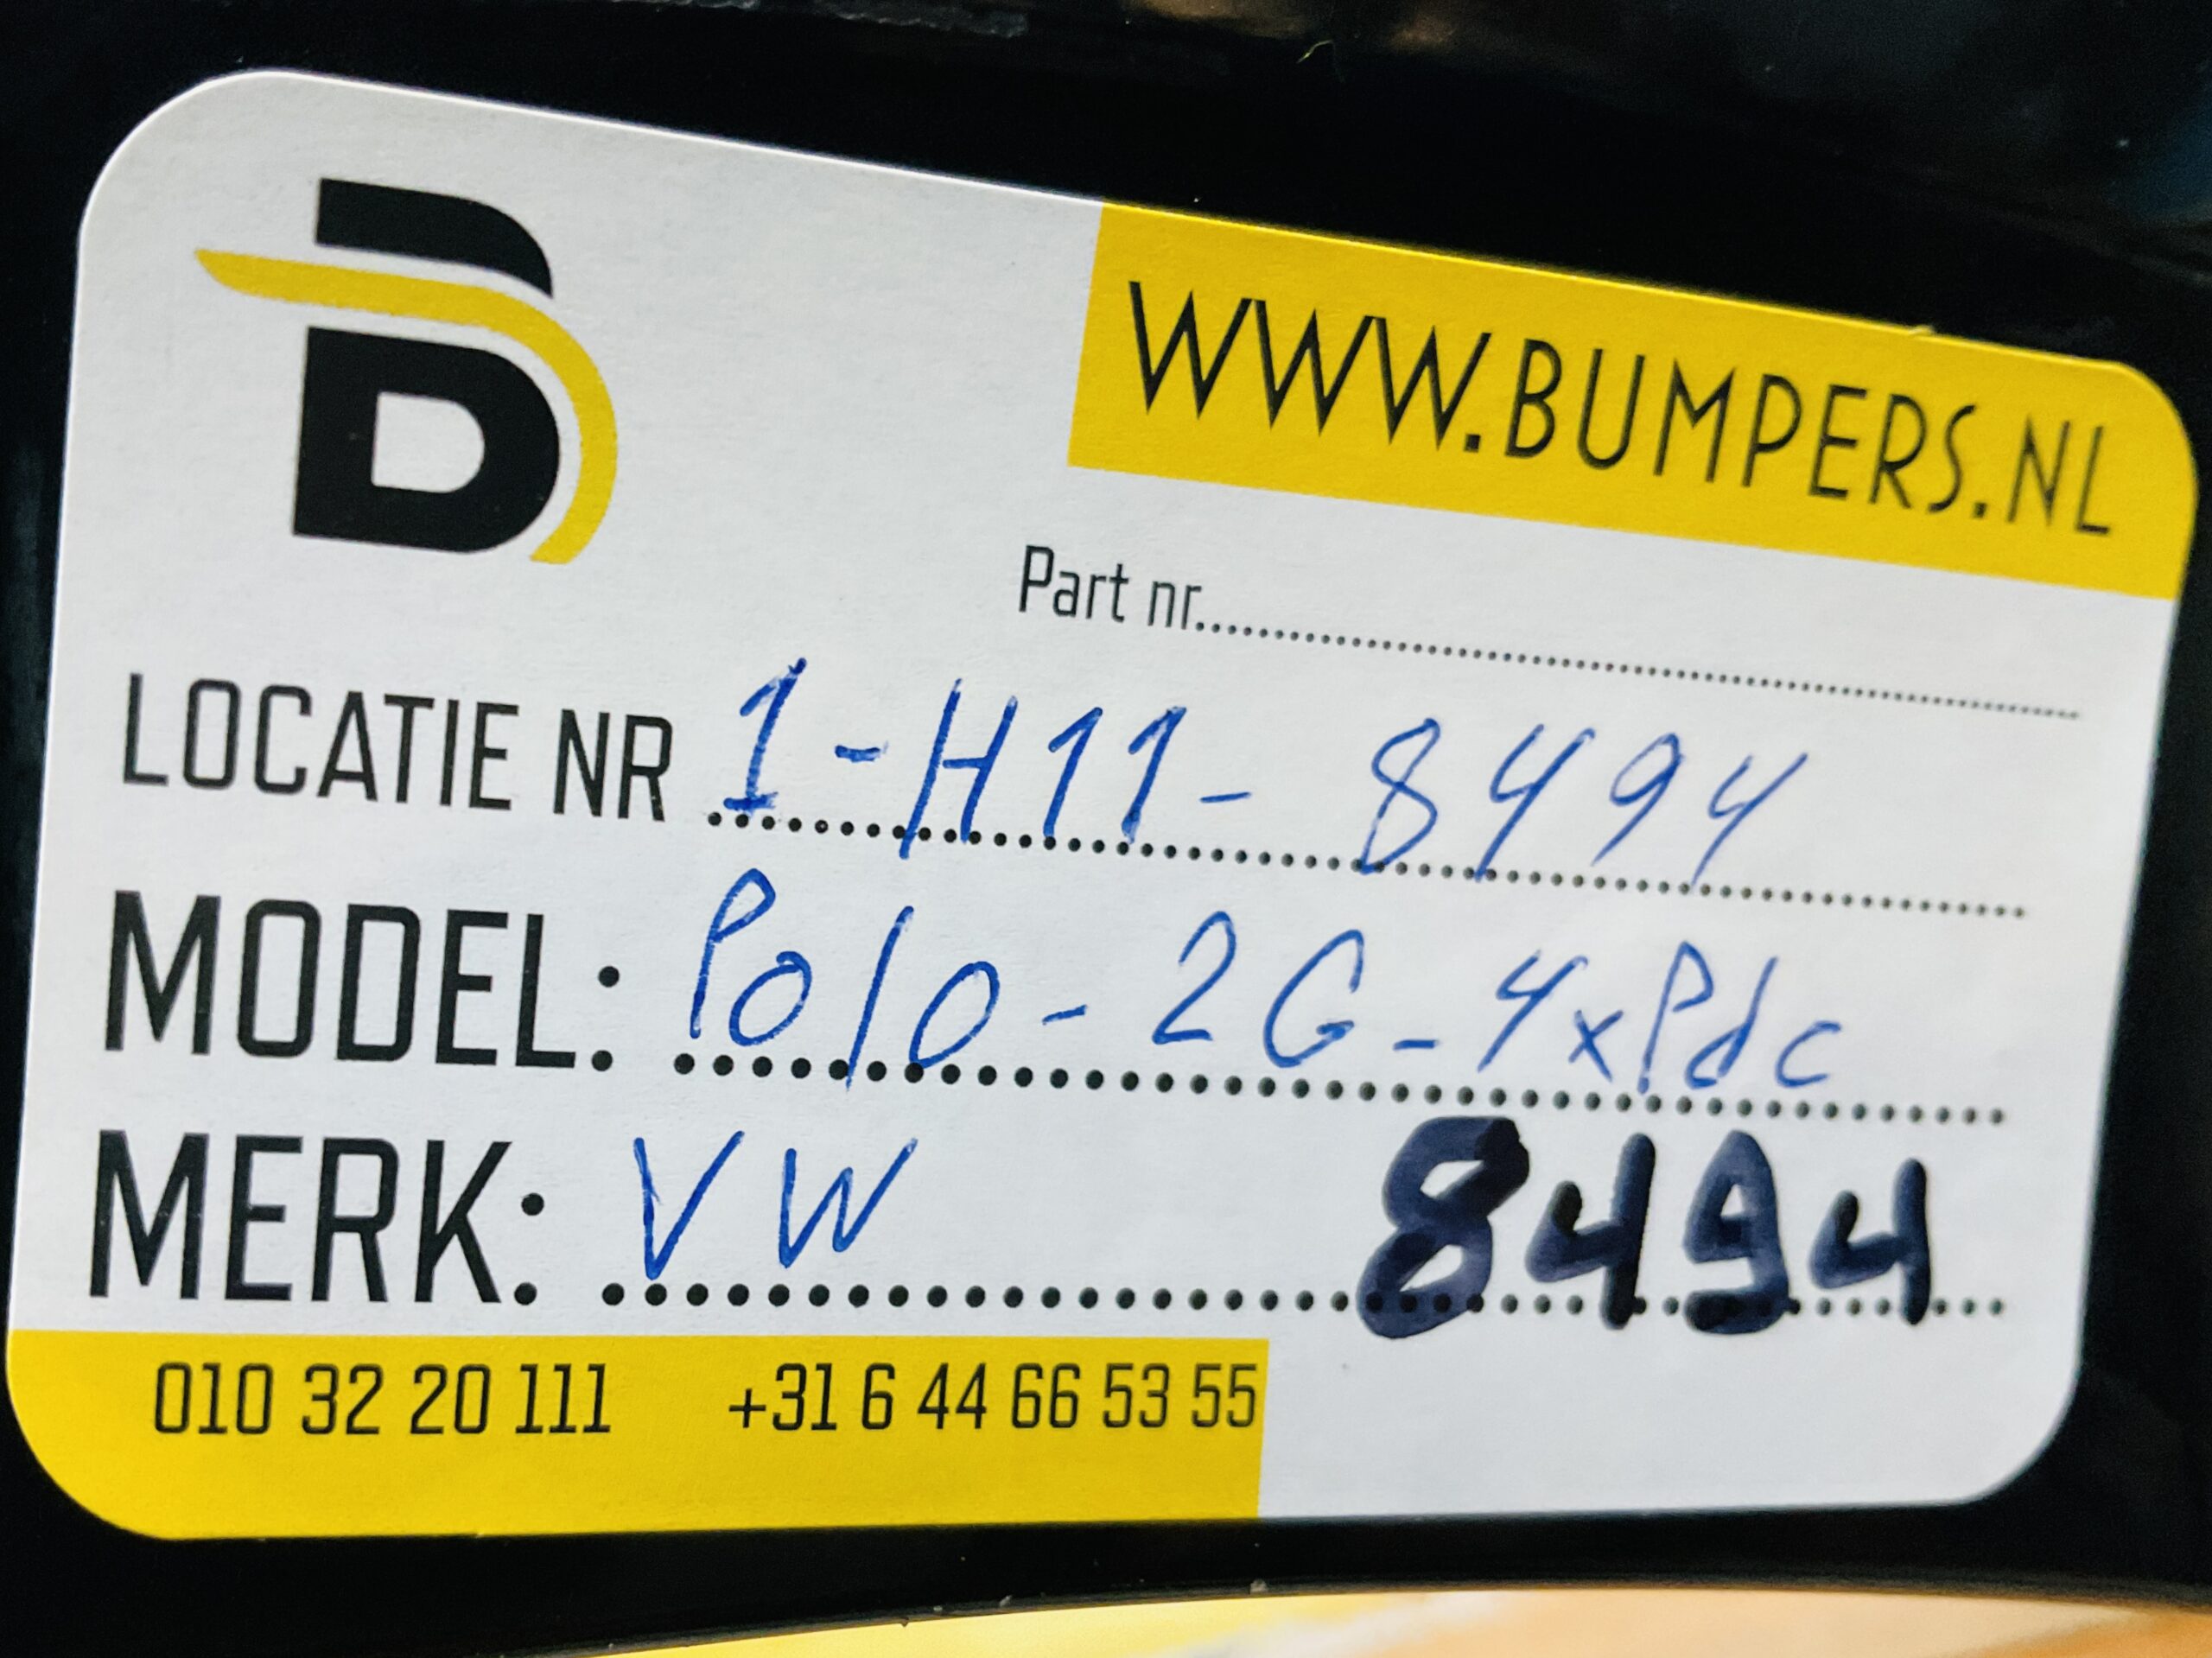 B
WWW.BUMPERS.NL
Part nr...............................................
LOCATIE NR 1-H11-8494
MODEL: Polo-2G-4xPdc
MERK: VW 8494
010 32 20 111 +31 6 44 66 53 55